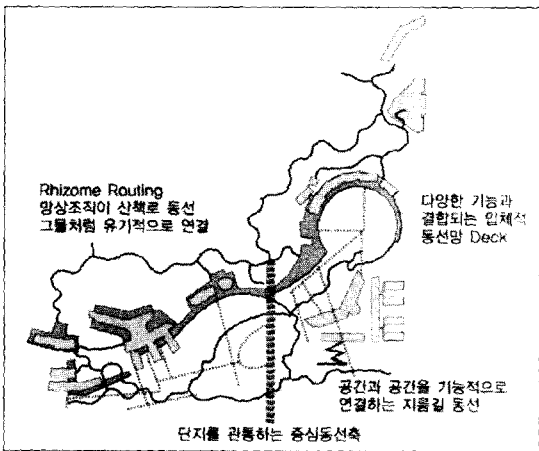 Rhizome Routing
망상조직이 산책로 동선
그물처럼 유기적으로 연결
다양한 기능과
결합되는 입체적
동선망 Deck
공간과 공간을 기능적으로
연결하는 지름길 동선
단지를 관통하는 중심동선축